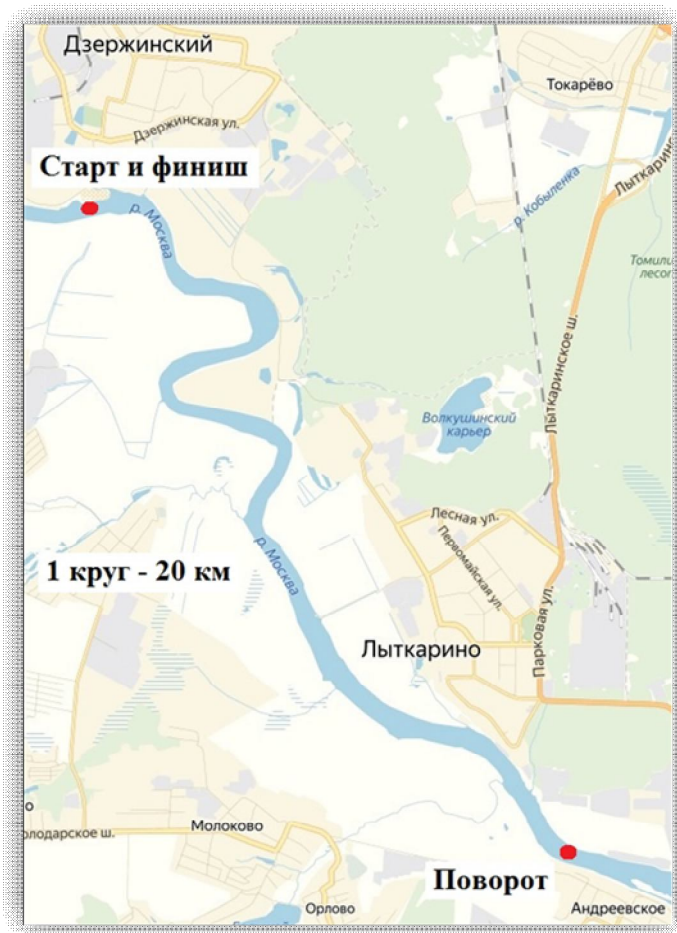 Дзержинский
Токарёво
Дзержинская ул.
Лыткарин
Старт и финиш
р. Кобыленка
р. Москва
Томили
лесоп
Лыткаринское ш.
Волкушинский
карьер
Лесная ул.
Первомайская ул.
р. Москва
1 круг - 20 км
Парковая ул.
Лыткарино
о
олодарское ш.
Молоково
Поворот
Орлово
Андреевское